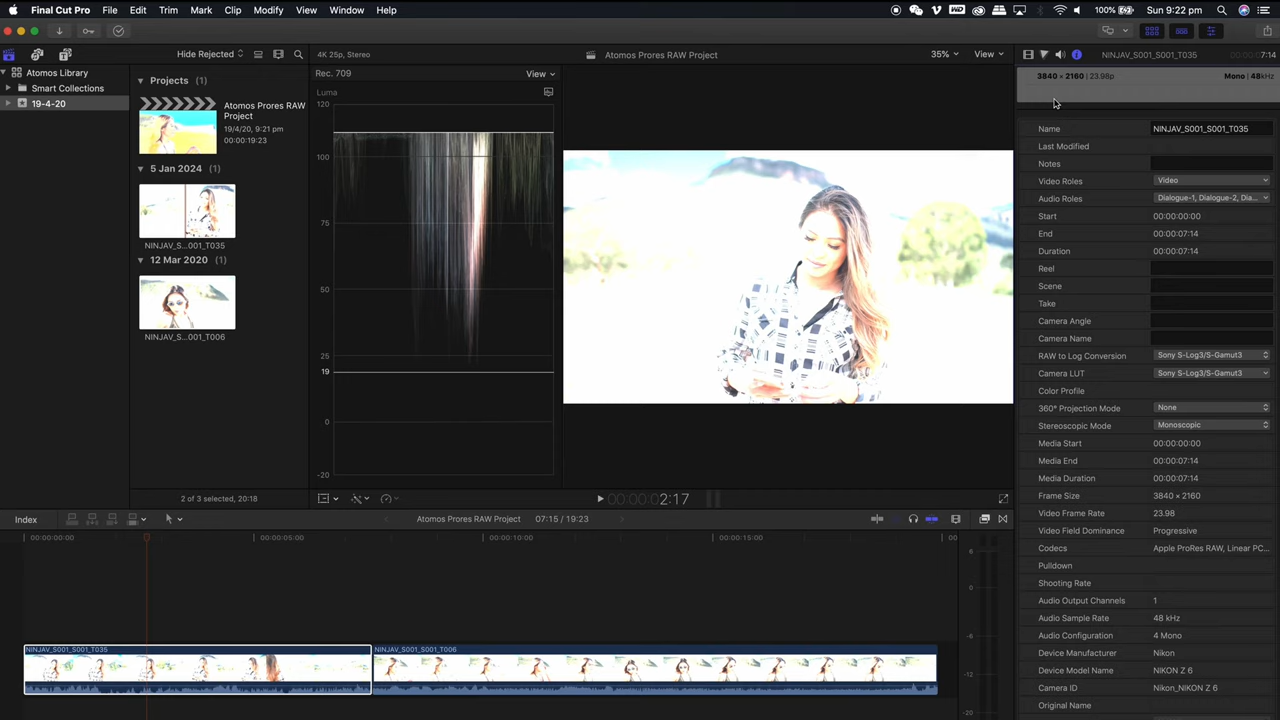 Final Cut Pro File Edit Trim Mark Clip Modify View Window Help 100% Sun 9:22 pm
Hide Rejected 4K 25p, Stereo Atomos Prores RAW Project 35% View NINJAV_S001_S001_T035 7:14
Atomos Library
Smart Collections
19-4-20
Projects (1)
Atomos Prores RAW
Project
19/4/20, 9:21 pm
00:00:19:23
5 Jan 2024 (1)
NINJAV_S...001_T035
12 Mar 2020 (1)
NINJAV_S...001_T006
2 of 3 selected, 20:18
Rec. 709 View
Luma
120
100
75
50
25
19
0
-20
00:00:00 2:17
3840 × 2160 | 23.98p Mono | 48kHz
Name NINJAV_S001_S001_T035
Last Modified
Notes
Video Roles Video
Audio Roles Dialogue-1, Dialogue-2, Dia...
Start 00:00:00:00
End 00:00:07:14
Duration 00:00:07:14
Reel
Scene
Take
Camera Angle
Camera Name
RAW to Log Conversion Sony S-Log3/S-Gamut3
Camera LUT Sony S-Log3/S-Gamut3
Color Profile
360° Projection Mode None
Stereoscopic Mode Monoscopic
Media Start 00:00:00:00
Media End 00:00:07:14
Media Duration 00:00:07:14
Frame Size 3840 × 2160
Video Frame Rate 23.98
Video Field Dominance Progressive
Codecs Apple ProRes RAW, Linear PC...
Pulldown
Shooting Rate
Audio Output Channels 1
Audio Sample Rate 48 kHz
Audio Configuration 4 Mono
Device Manufacturer Nikon
Device Model Name NIKON Z 6
Camera ID Nikon_NIKON Z 6
Original Name
Index Atomos Prores RAW Project 07:15 / 19:23
00:00:00:00 00:00:05:00 00:00:10:00 00:00:15:00 00
NINJAV_S001_S001_T035 NINJAV_S001_S001_T006
6
0
-6
-12
-20